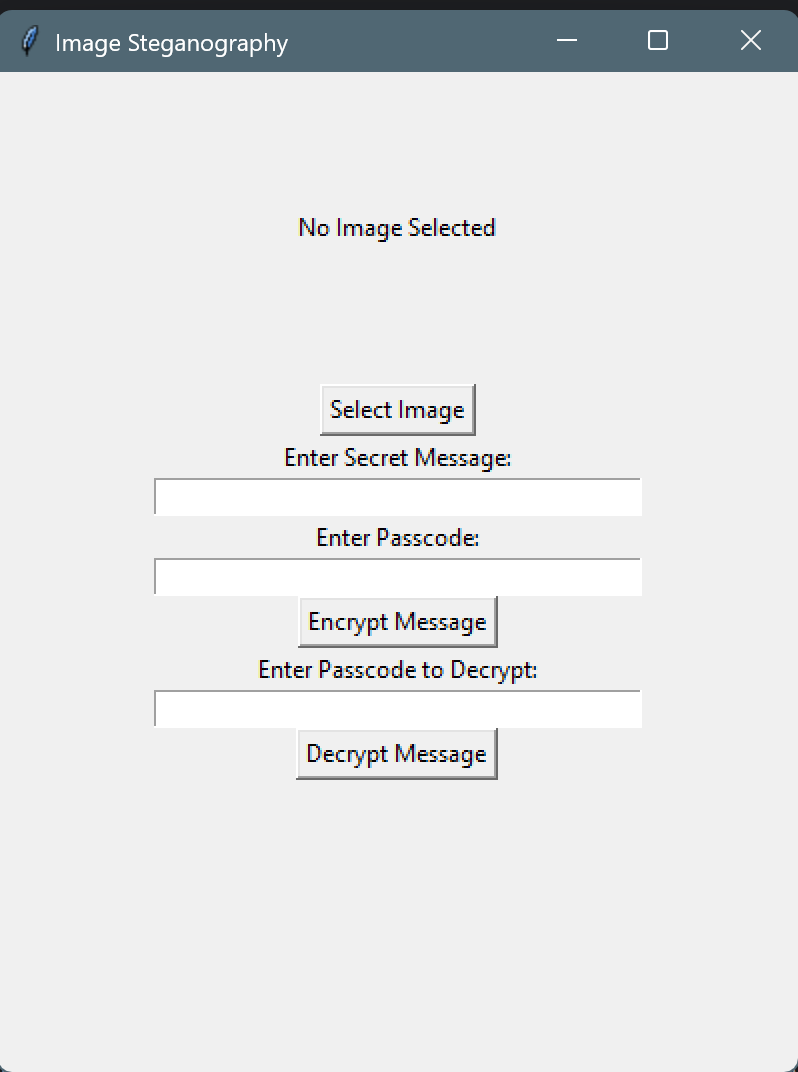 Image Steganography
No Image Selected
Select Image
Enter Secret Message:
Enter Passcode:
Encrypt Message
Enter Passcode to Decrypt:
Decrypt Message